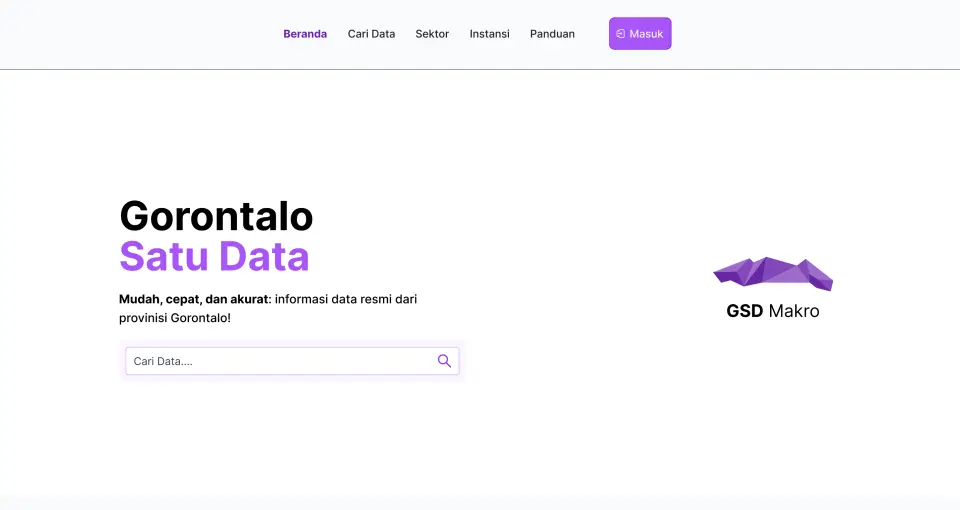 Beranda Cari Data Sektor Instansi Panduan Masuk
Gorontalo
Satu Data
Mudah, cepat, dan akurat: informasi data resmi dari
provinisi Gorontalo!
Cari Data....
GSD Makro